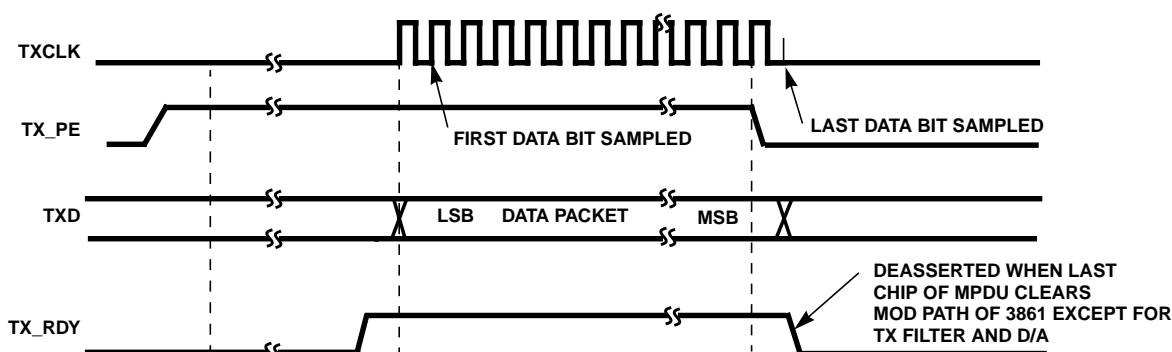 TXCLK
FIRST DATA BIT SAMPLED
LAST DATA BIT SAMPLED
TX_PE
TXD
LSB DATA PACKET MSB
TX_RDY
DEASSERTED WHEN LAST
CHIP OF MPDU CLEARS
MOD PATH OF 3861 EXCEPT FOR
TX FILTER AND D/A